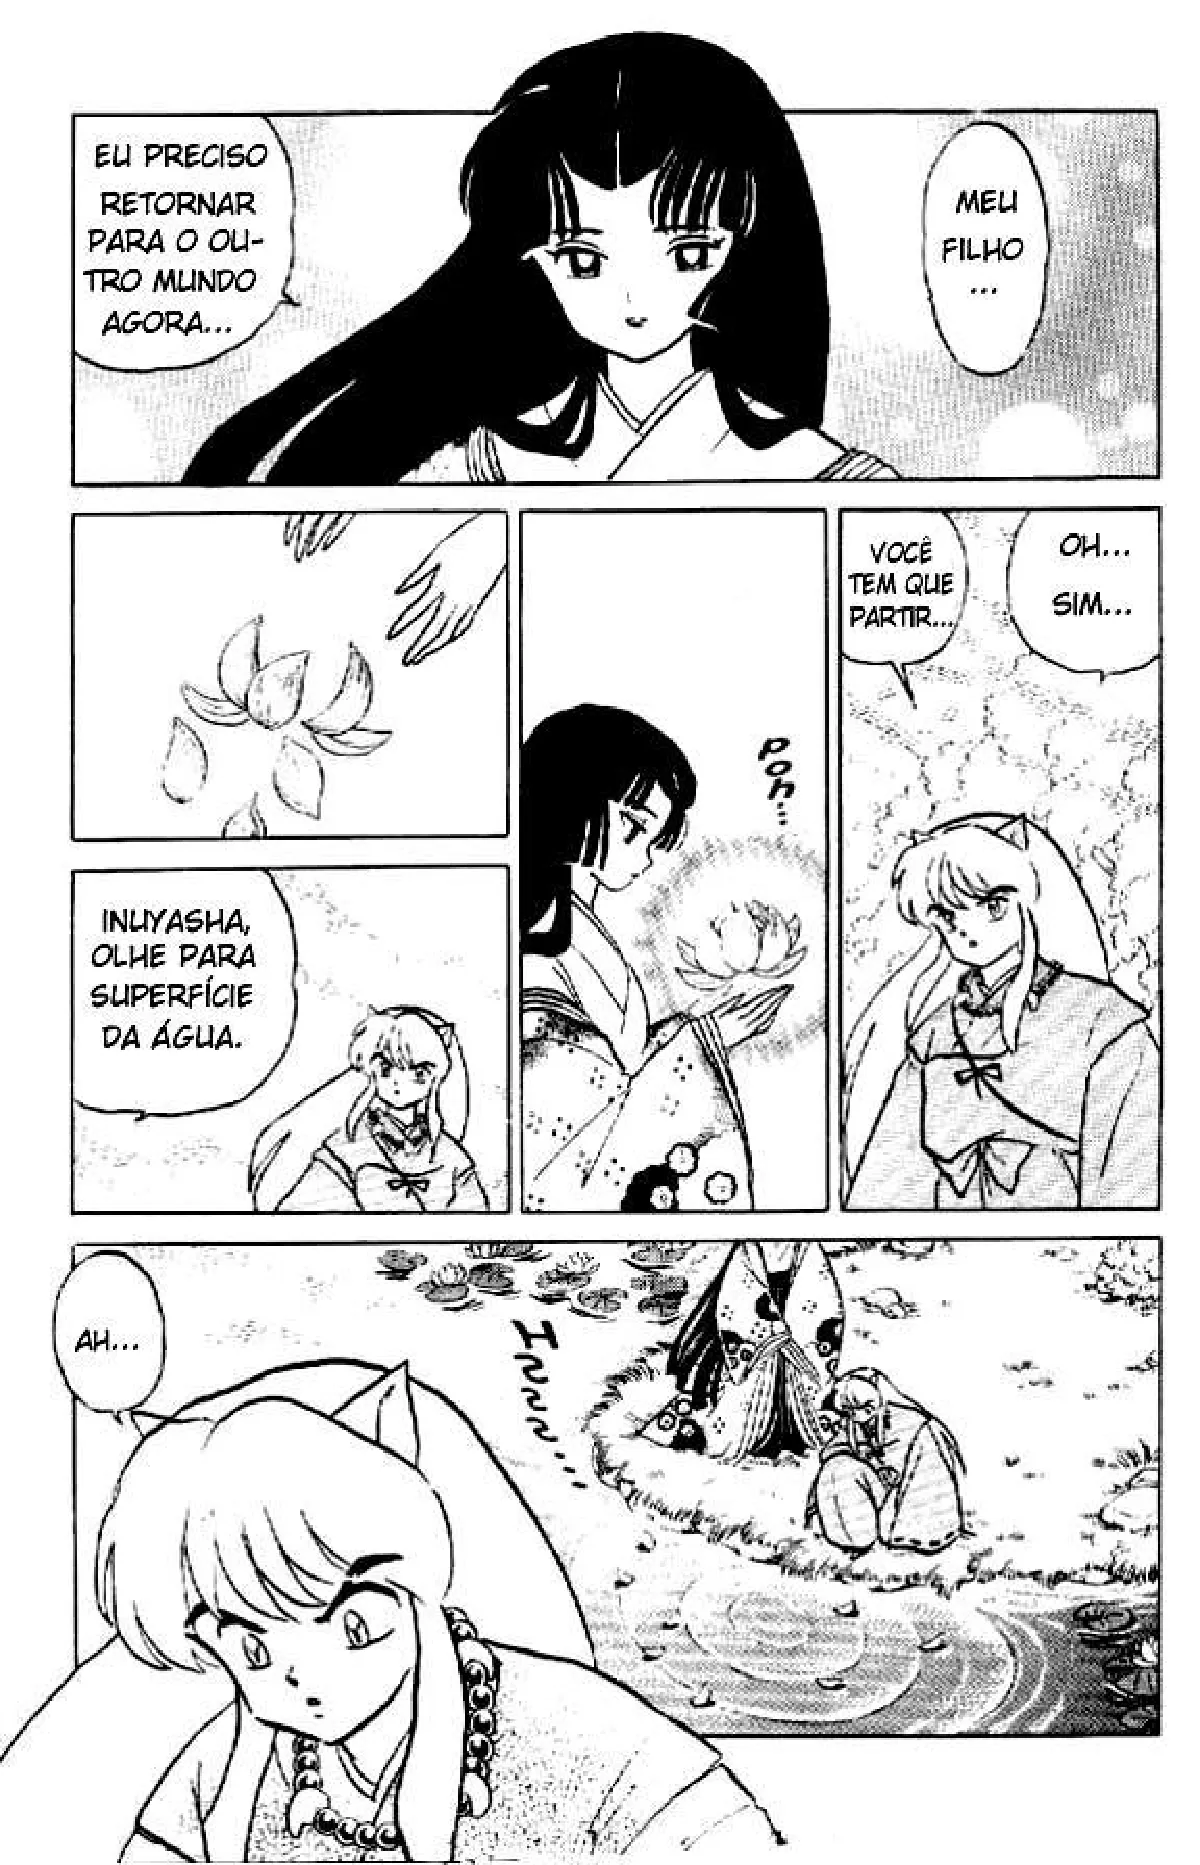 MEU
FILHO
...
EU PRECISO
RETORNAR
PARA O OU-
TRO MUNDO
AGORA...
OH...
SIM...
VOCÊ
TEM QUE
PARTIR...
POH...
INUYASHA,
OLHE PARA
SUPERFÍCIE
DA ÁGUA.
INNN...
AH...